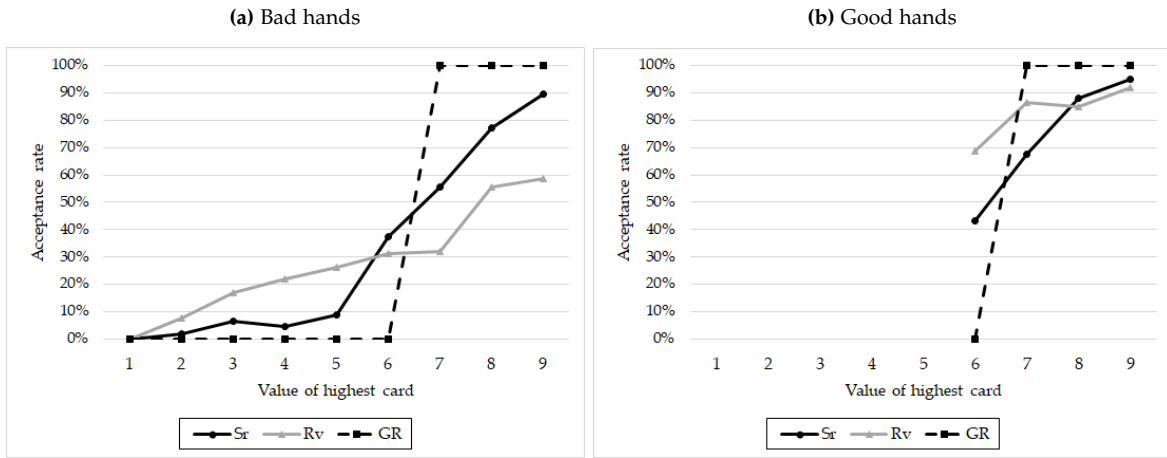 (a) Bad hands
100%
90%
80%
70%
60%
50%
40%
30%
20%
10%
0%
Acceptance rate
1 2 3 4 5 6 7 8 9
Value of highest card
Sr Rv GR
(b) Good hands
100%
90%
80%
70%
60%
50%
40%
30%
20%
10%
0%
Acceptance rate
1 2 3 4 5 6 7 8 9
Value of highest card
Sr Rv GR